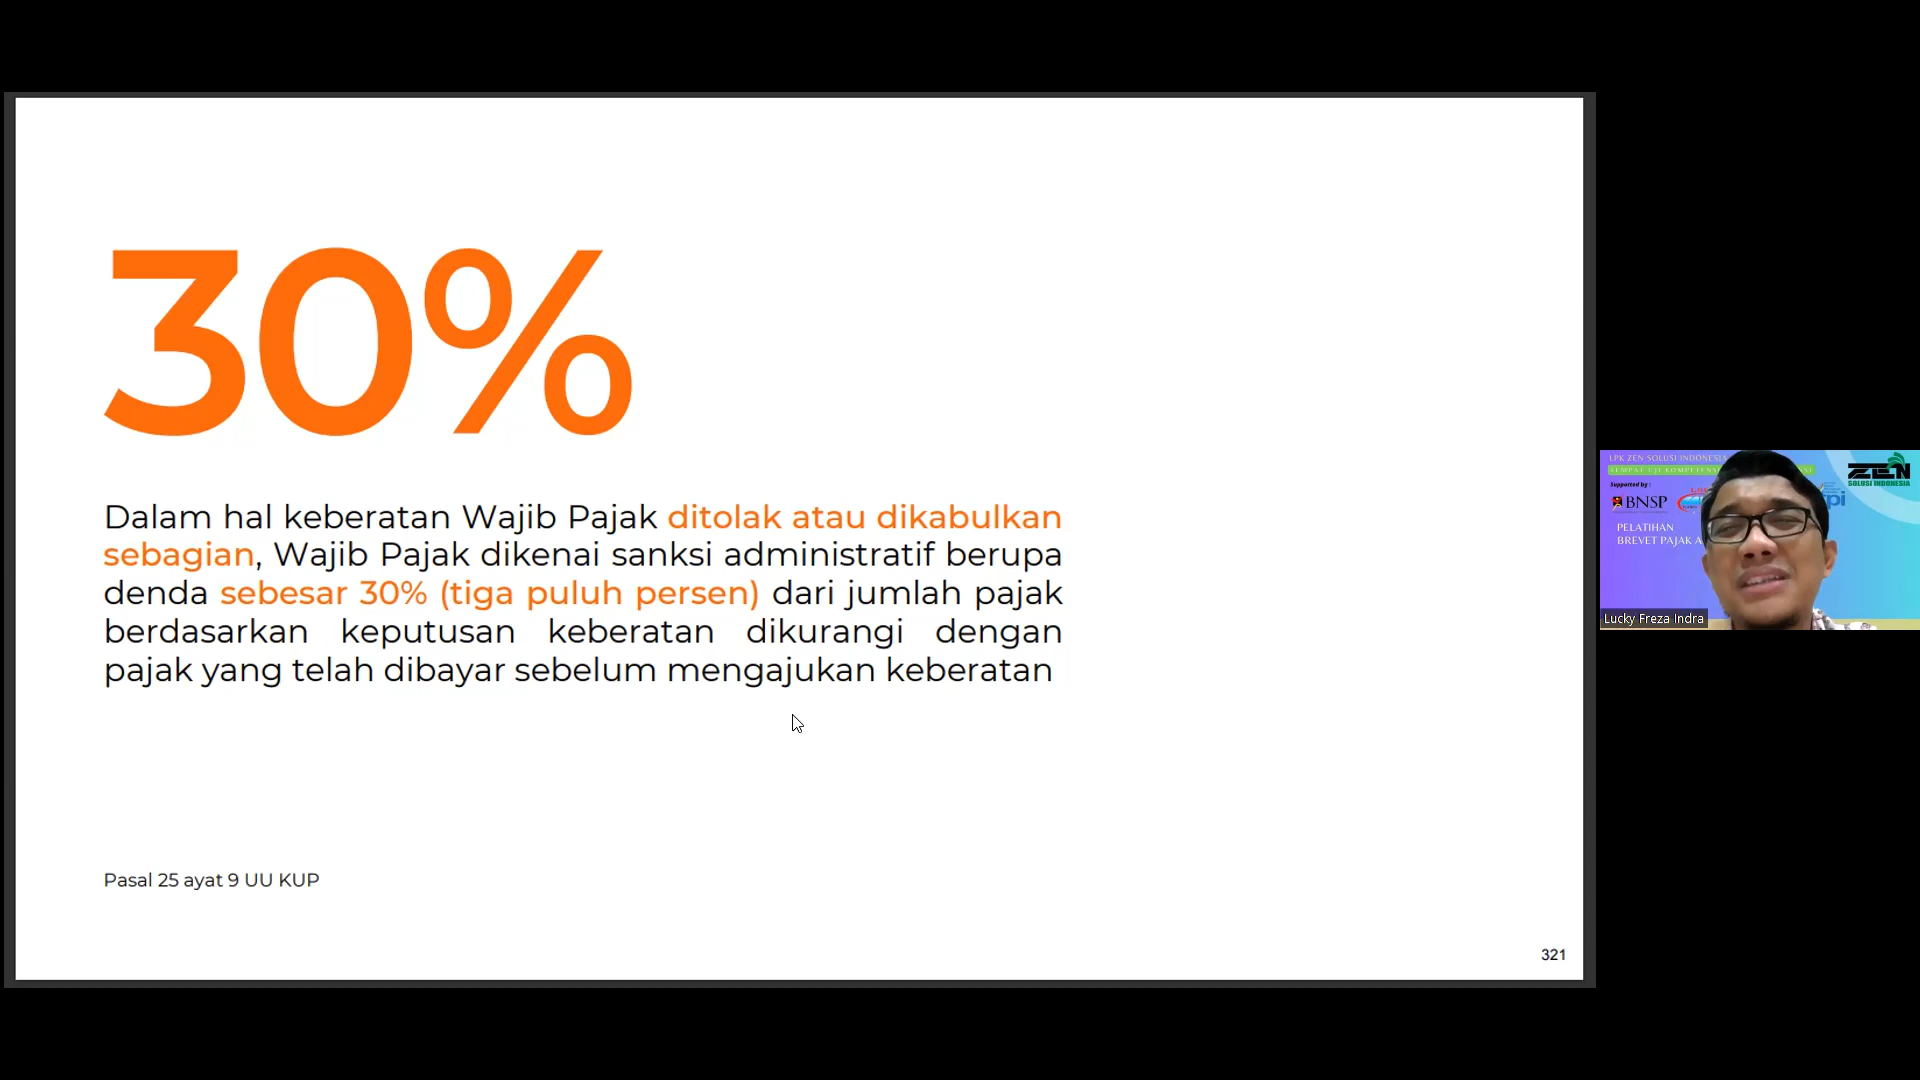 30%
Dalam hal keberatan Wajib Pajak ditolak atau dikabulkan
sebagian, Wajib Pajak dikenai sanksi administratif berupa
denda sebesar 30% (tiga puluh persen) dari jumlah pajak
berdasarkan keputusan keberatan dikurangi dengan
pajak yang telah dibayar sebelum mengajukan keberatan
Pasal 25 ayat 9 UU KUP
321
LPK ZEN SOLUSI INDONESIA
TEMPAT UJI KOMPETENSI
Supported by :
BNSP
ZEN
SOLUSI INDONESIA
PELATIHAN
BREVET PAJAK A
Lucky Freza Indra